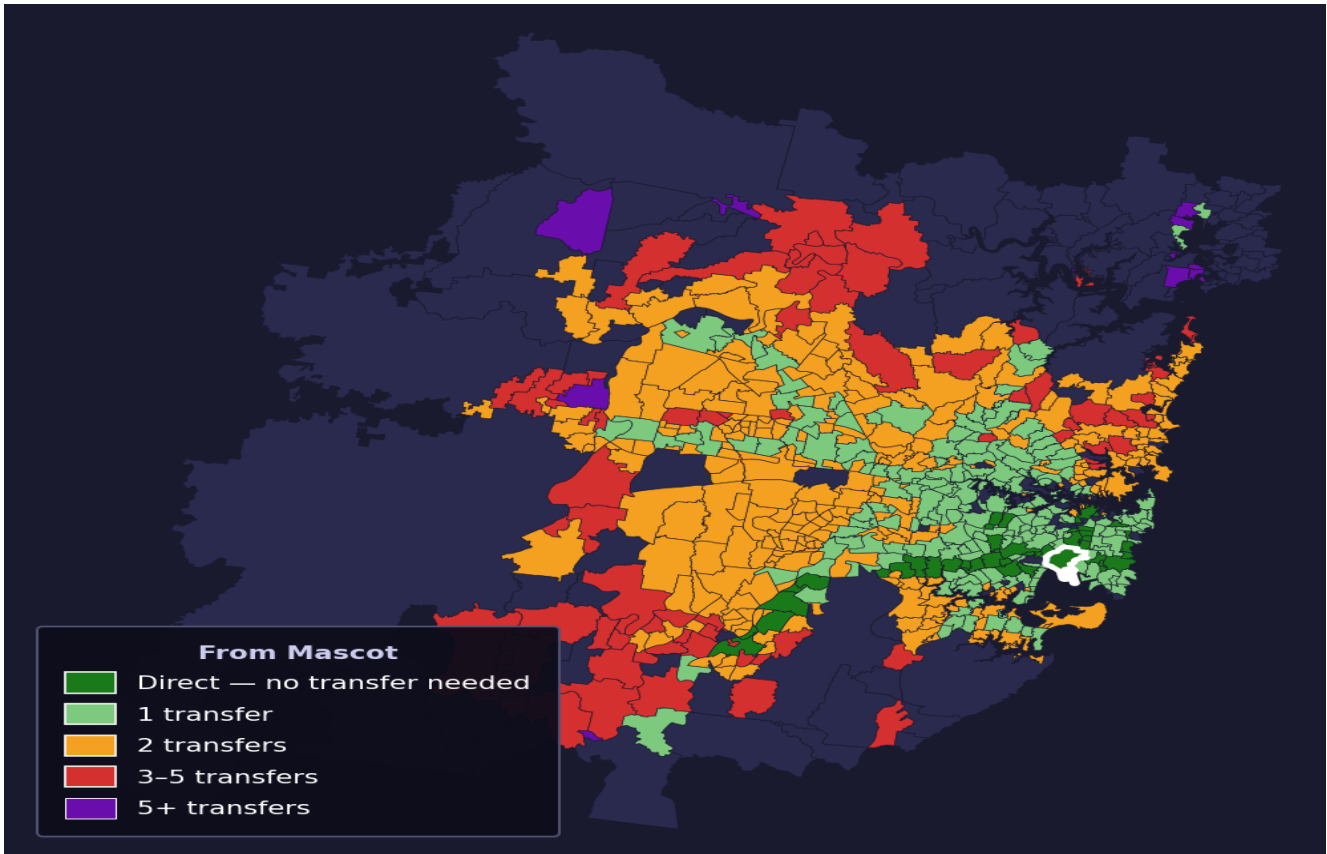 From Mascot
Direct — no transfer needed
1 transfer
2 transfers
3–5 transfers
5+ transfers